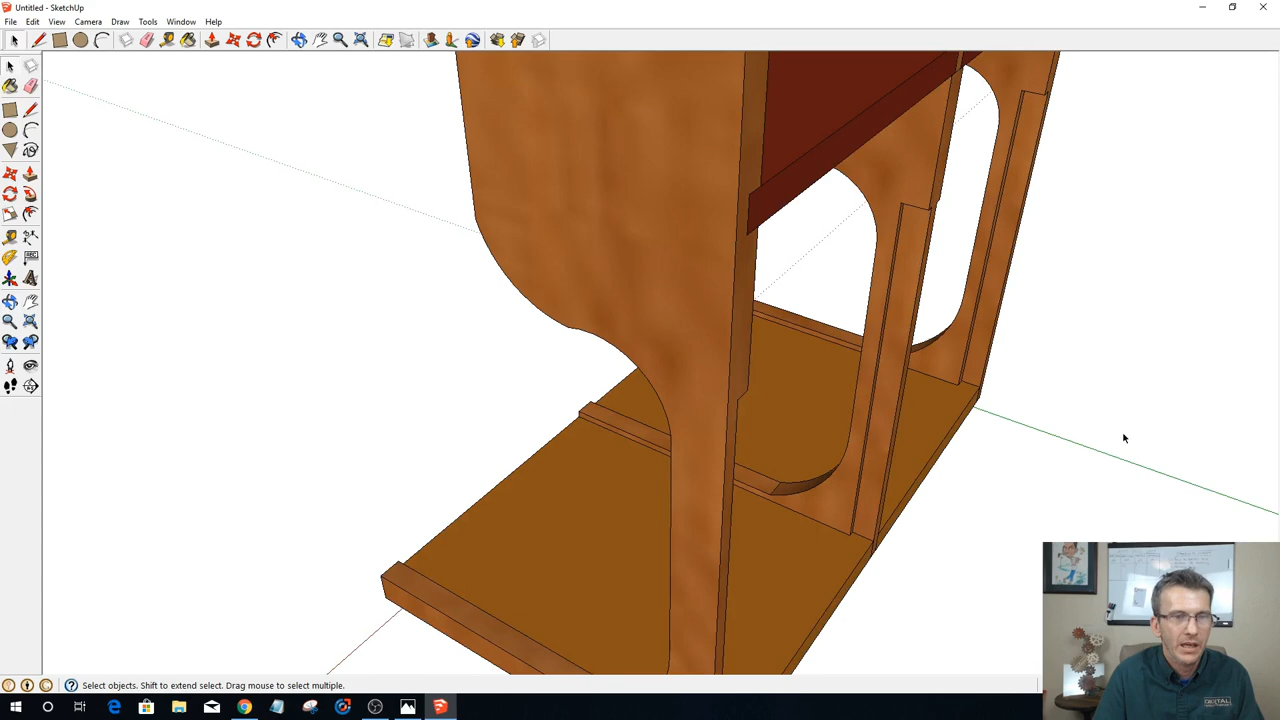 Untitled - SketchUp
File Edit View Camera Draw Tools Window Help
Select objects. Shift to extend select. Drag mouse to select multiple.
DIGITAL